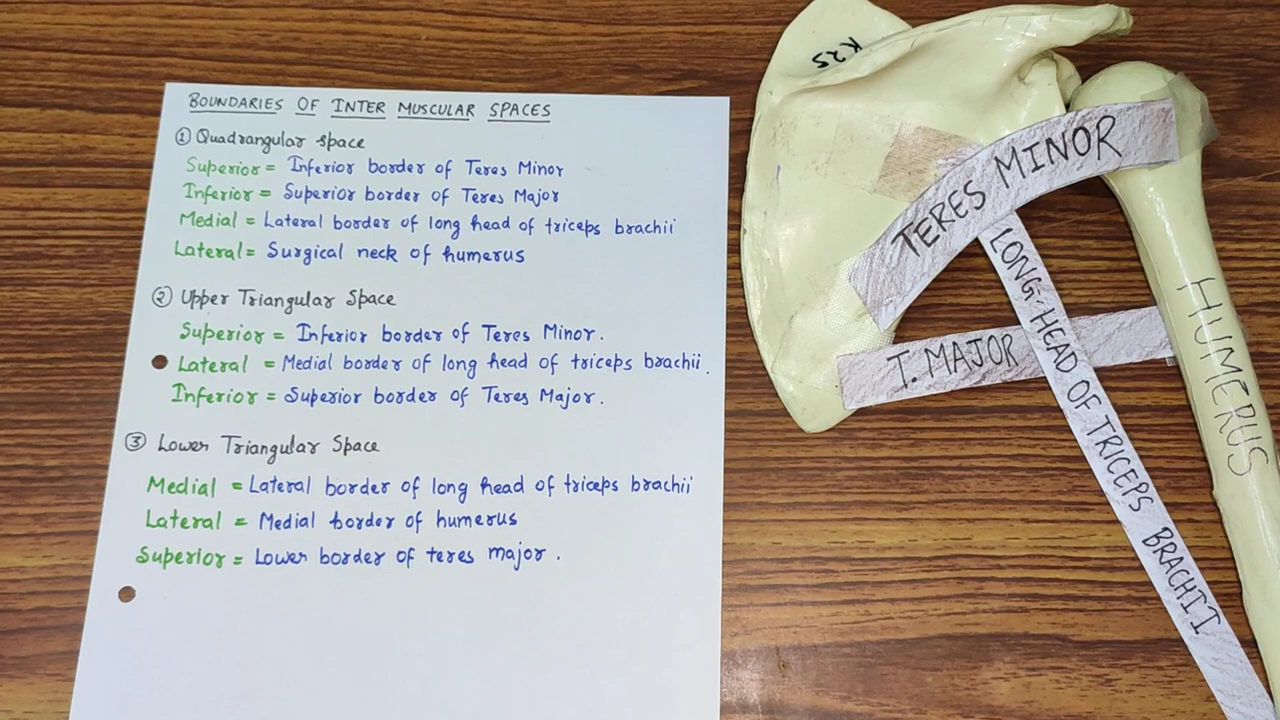 BOUNDARIES OF INTER MUSCULAR SPACES
① Quadrangular space
Superior = Inferior border of Teres Minor
Inferior = Superior border of Teres Major
Medial = Lateral border of long head of triceps brachii
Lateral = Surgical neck of humerus
② Upper Triangular Space
Superior = Inferior border of Teres Minor.
Lateral = Medial border of long head of triceps brachii.
Inferior = Superior border of Teres Major.
③ Lower Triangular Space
Medial = Lateral border of long head of triceps brachii
Lateral = Medial border of humerus
Superior = Lower border of teres major.
K25
TERES MINOR
T. MAJOR
LONG HEAD OF TRICEPS BRACHII
HUMERUS